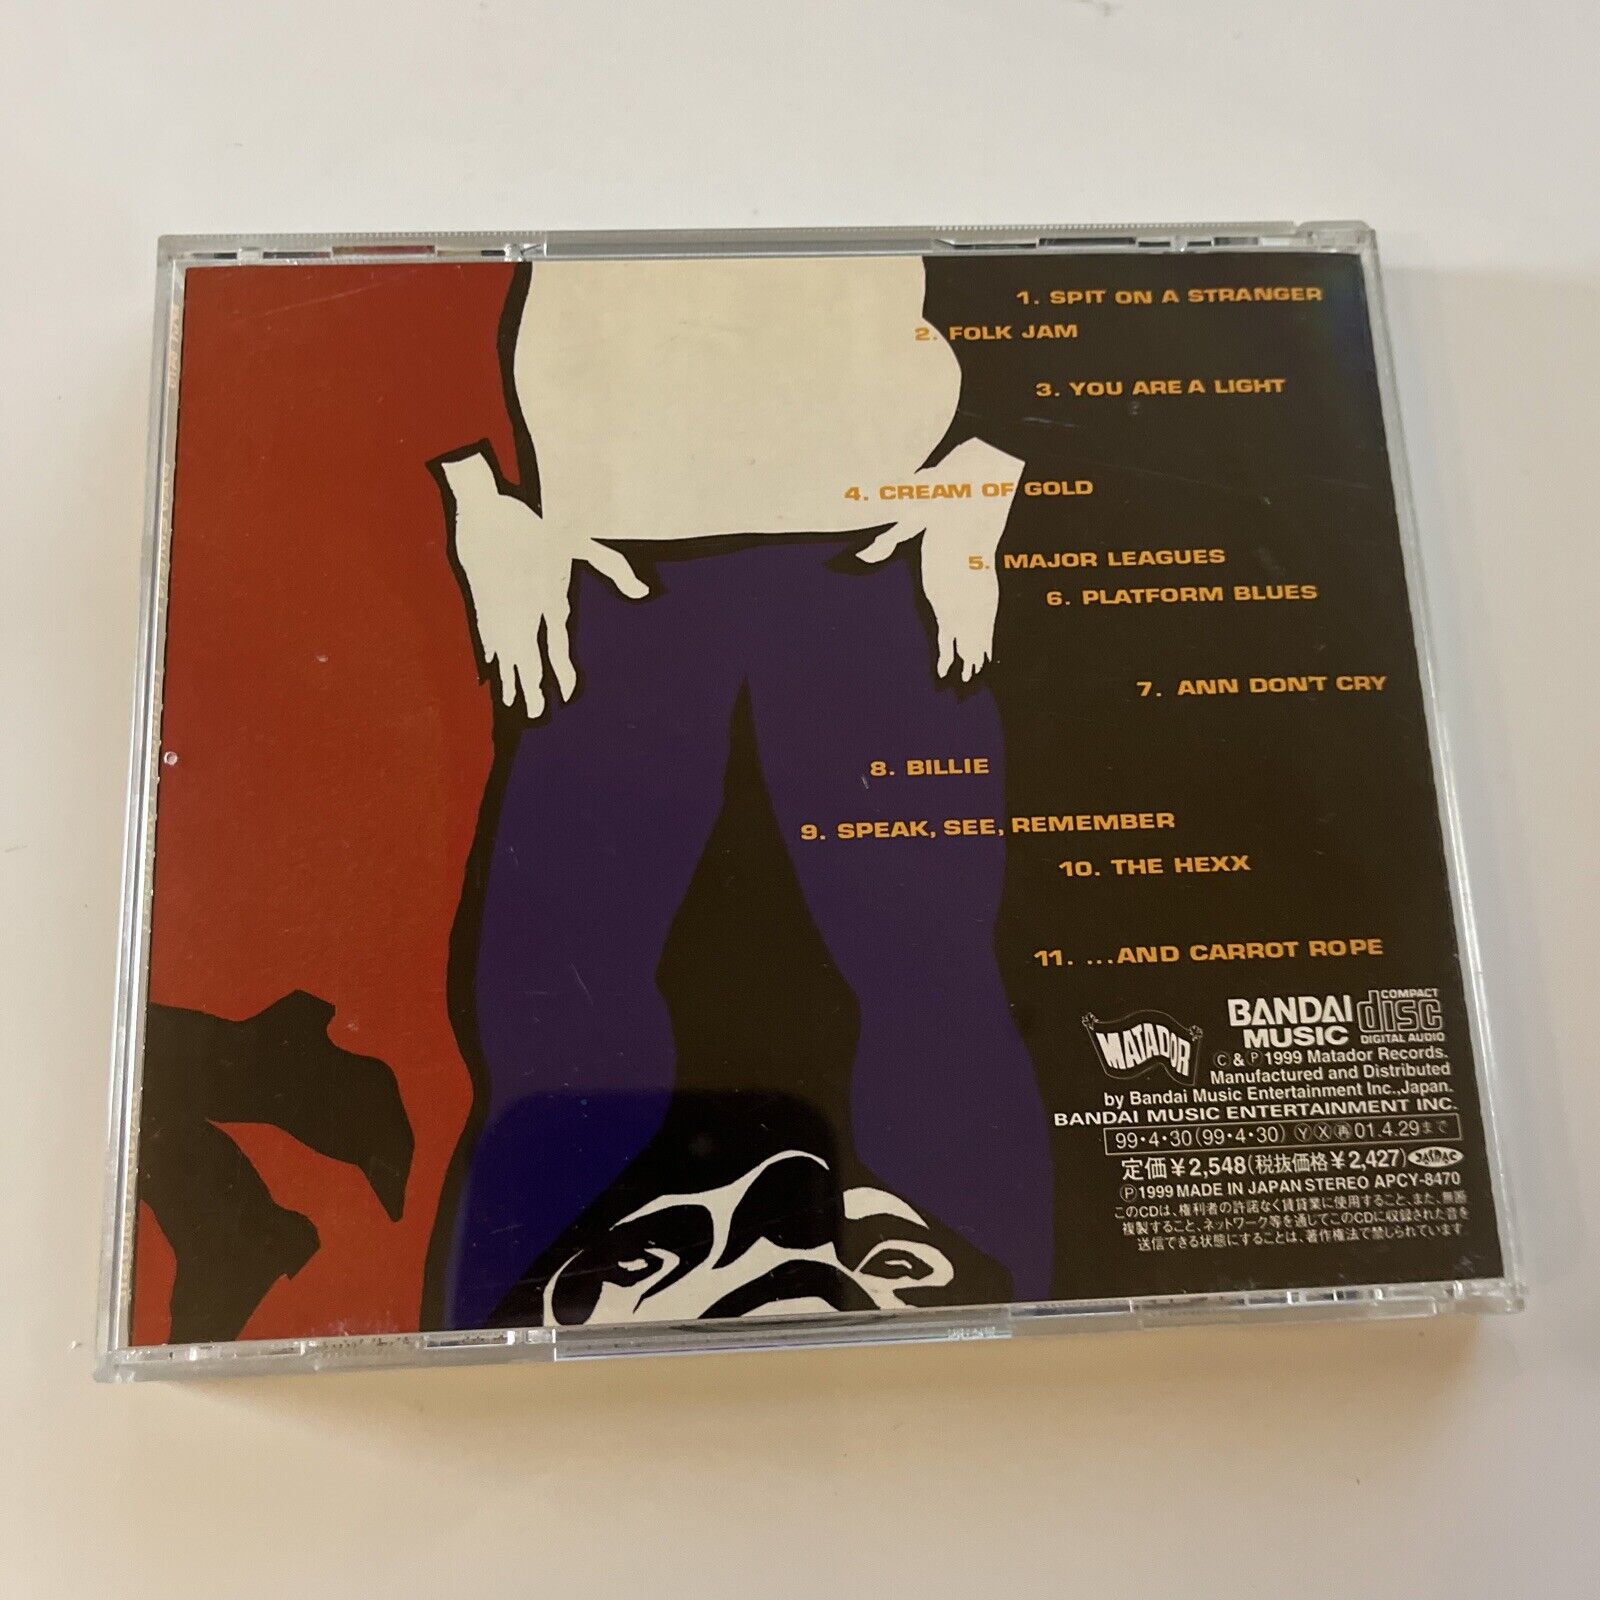 1. SPIT ON A STRANGER
2. FOLK JAM
3. YOU ARE A LIGHT
4. CREAM OF GOLD
5. MAJOR LEAGUES
6. PLATFORM BLUES
7. ANN DON'T CRY
8. BILLIE
9. SPEAK, SEE, REMEMBER
10. THE HEXX
11. ...AND CARROT ROPE
MATADOR
BANDAI
MUSIC
COMPACT
disc
DIGITAL AUDIO
Ⓒ & Ⓟ 1999 Matador Records.
Manufactured and Distributed
by Bandai Music Entertainment Inc.,Japan.
BANDAI MUSIC ENTERTAINMENT INC.
99・4・30 (99・4・30) Ⓨ Ⓧ ㊢ 01.4.29まで
定価¥2,548(税抜価格¥2,427) JASRAC
Ⓟ1999 MADE IN JAPAN STEREO APCY-8470
このCDは、権利者の許諾なく賃貸業に使用すること、また、無断
複製すること、ネットワーク等を通してこのCDに収録された音を
送信できる状態にすることは、著作権法で禁じられています。